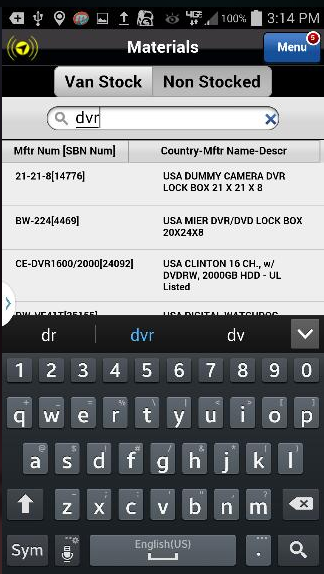 4G LTE 100% 3:14 PM
Materials
Menu 5
Van Stock Non Stocked
dvr
Mftr Num [SBN Num] Country-Mftr Name-Descr
21-21-8[14776] USA DUMMY CAMERA DVR
LOCK BOX 21 X 21 X 8
BW-224[4469] USA MIER DVR/DVD LOCK BOX
20X24X8
CE-DVR1600/2000[24092] USA CLINTON 16 CH., w/
DVDRW, 2000GB HDD - UL
Listed
USA DIGITAL WATCHDOG
dr dvr dv
1 2 3 4 5 6 7 8 9 0
q w e r t y u i o p
a s d f g h j k l
z x c v b n m
Sym English(US) .